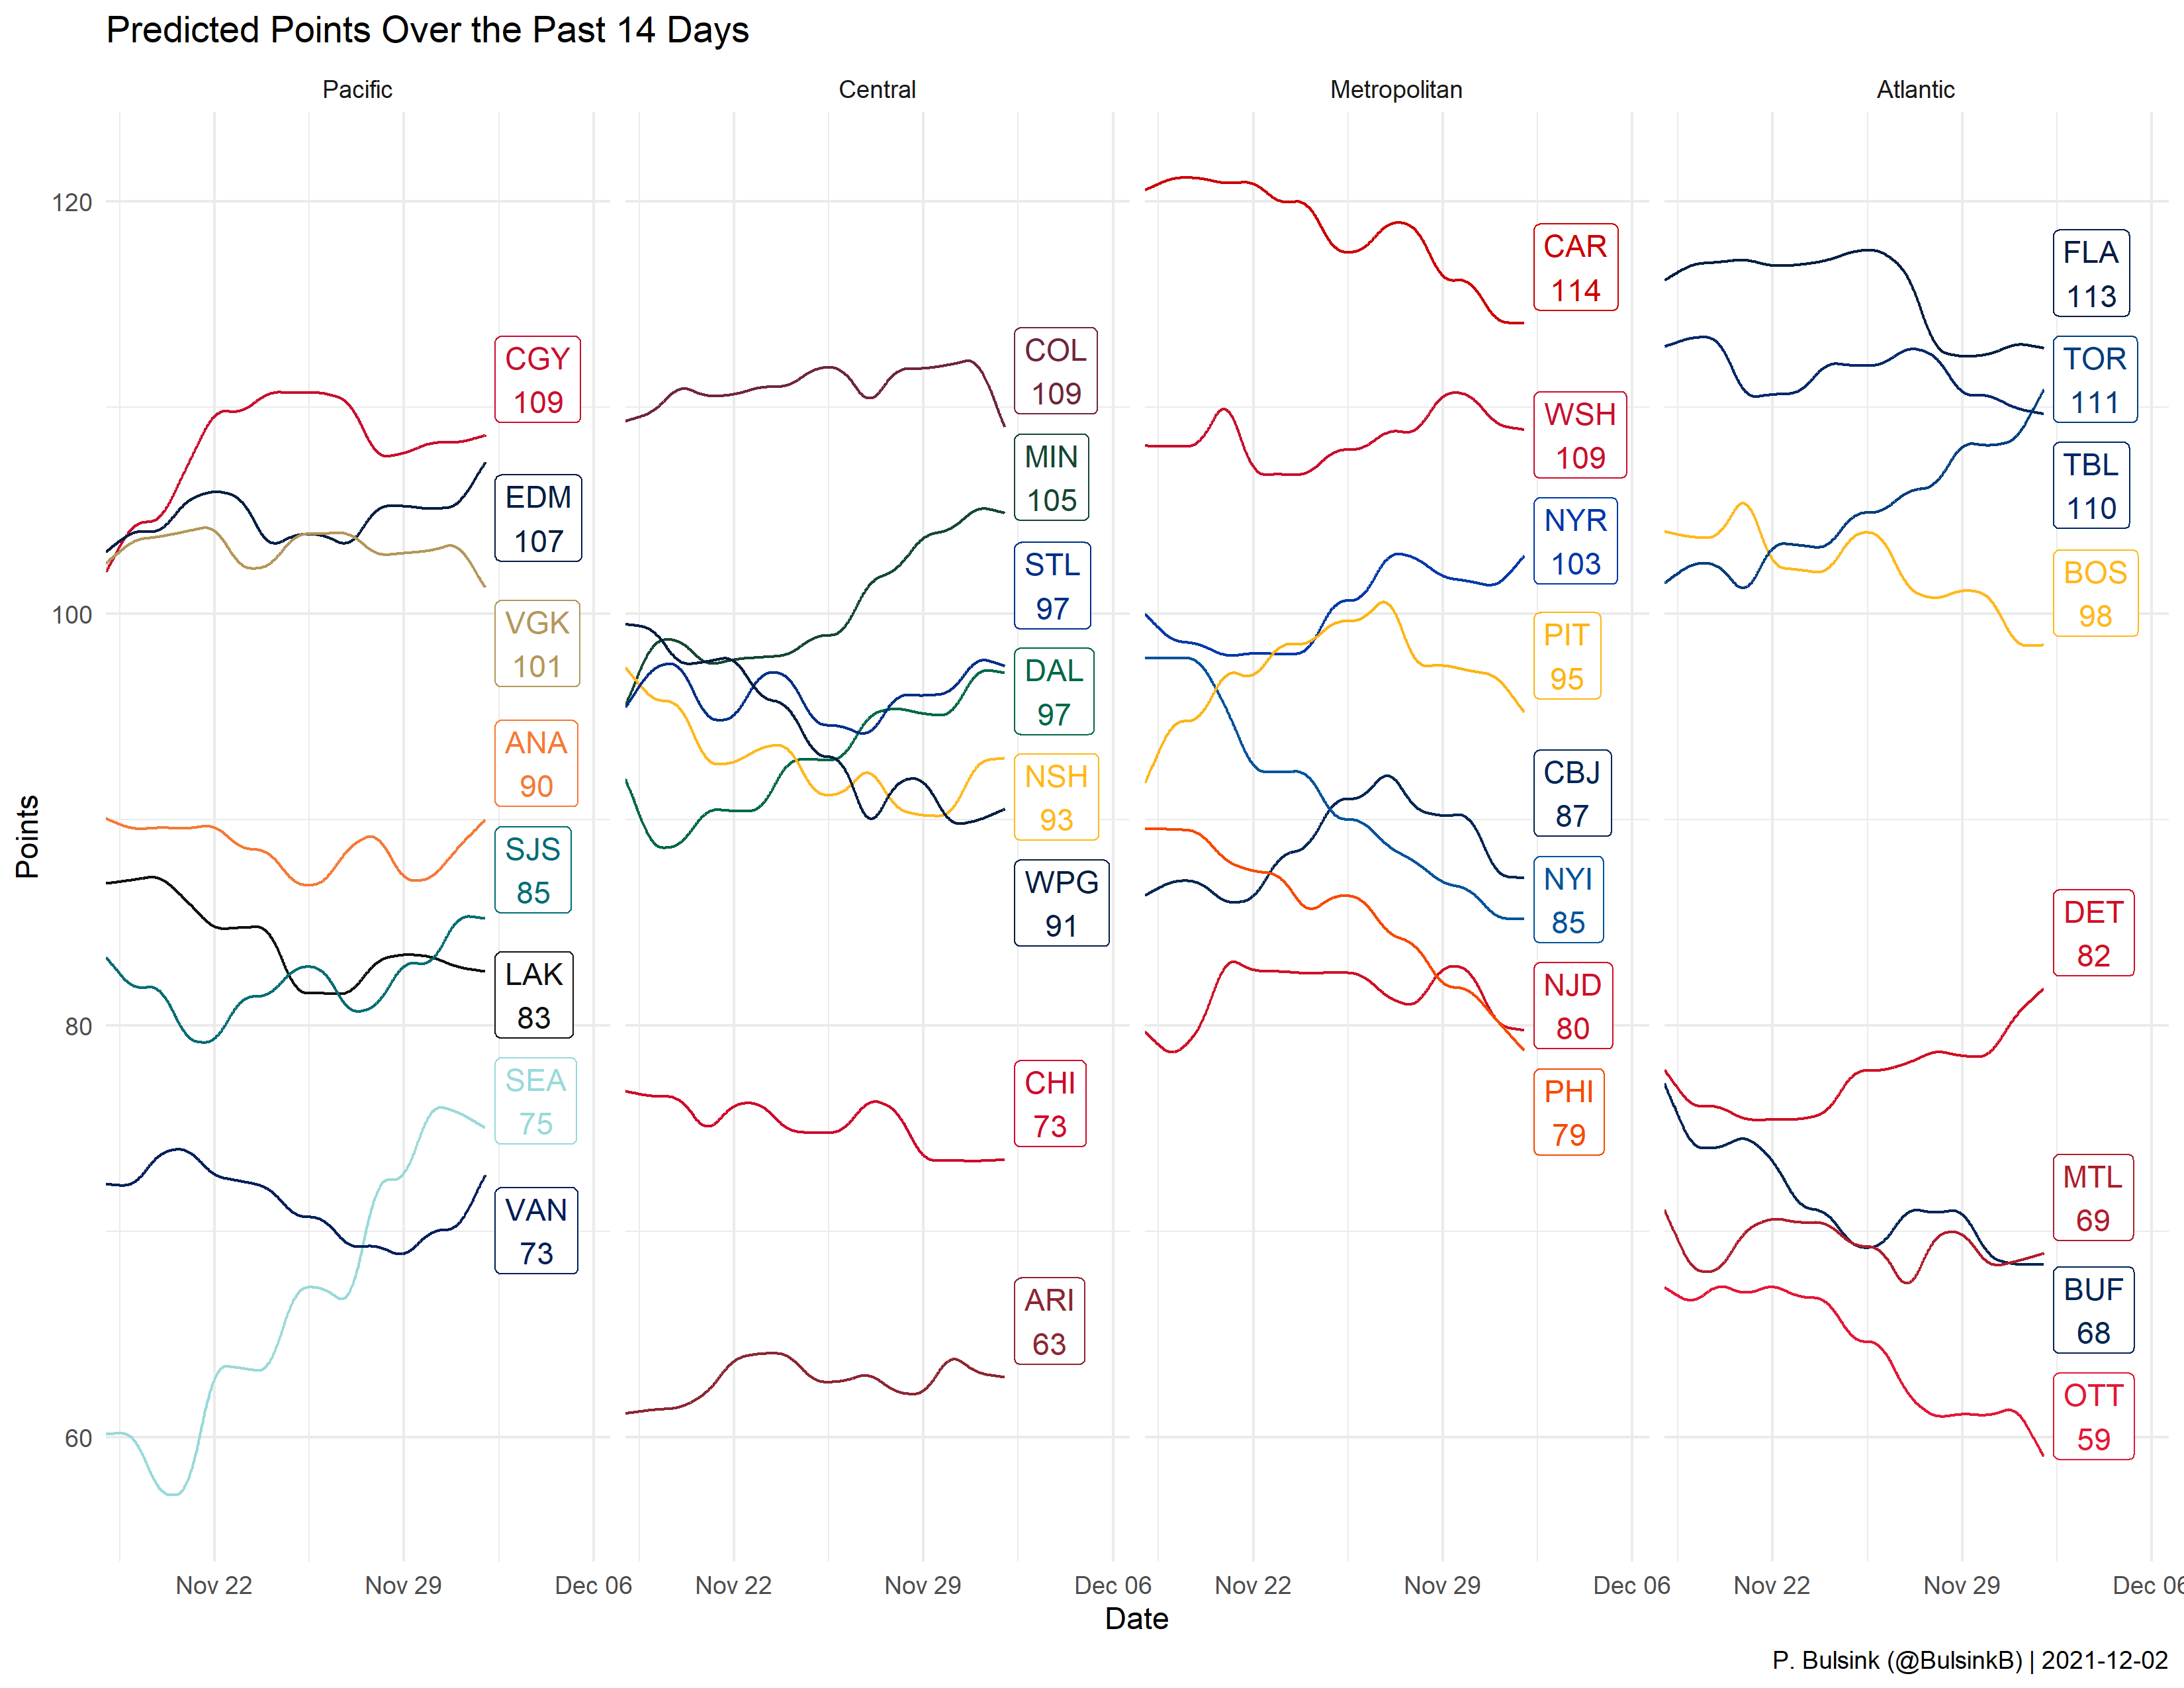 Predicted Points Over the Past 14 Days
Pacific
Central
Metropolitan
Atlantic
Points
120
100
80
60
CGY
109
EDM
107
VGK
101
ANA
90
SJS
85
LAK
83
SEA
75
VAN
73
COL
109
MIN
105
STL
97
DAL
97
NSH
93
WPG
91
CHI
73
ARI
63
CAR
114
WSH
109
NYR
103
PIT
95
CBJ
87
NYI
85
NJD
80
PHI
79
FLA
113
TOR
111
TBL
110
BOS
98
DET
82
MTL
69
BUF
68
OTT
59
Nov 22
Nov 29
Dec 06
Nov 22
Nov 29
Dec 06
Nov 22
Nov 29
Dec 06
Nov 22
Nov 29
Dec 06
Date
P. Bulsink (@BulsinkB) | 2021-12-02